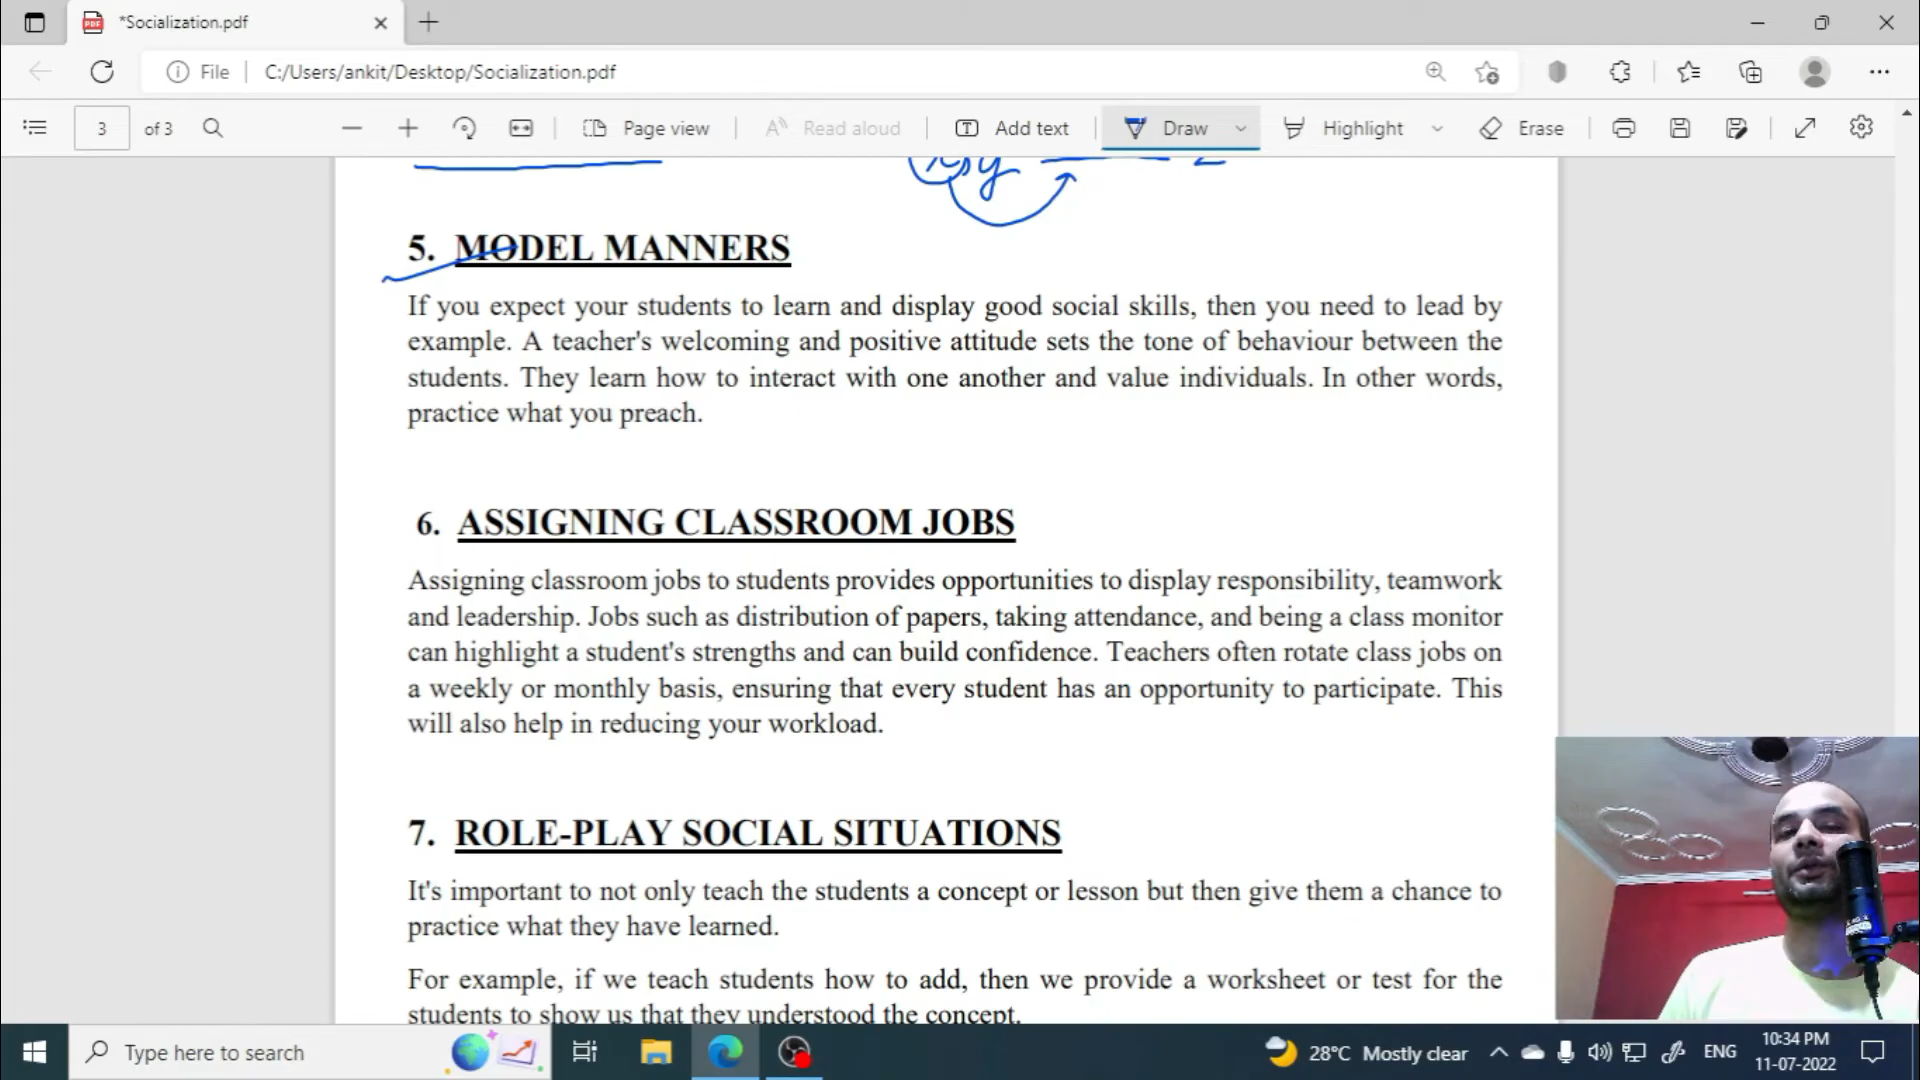 *Socialization.pdf
File
C:/Users/ankit/Desktop/Socialization.pdf
3 of 3
Page view
Read aloud
Add text
Draw
Highlight
Erase
5. MODEL MANNERS
If you expect your students to learn and display good social skills, then you need to lead by
example. A teacher's welcoming and positive attitude sets the tone of behaviour between the
students. They learn how to interact with one another and value individuals. In other words,
practice what you preach.
6. ASSIGNING CLASSROOM JOBS
Assigning classroom jobs to students provides opportunities to display responsibility, teamwork
and leadership. Jobs such as distribution of papers, taking attendance, and being a class monitor
can highlight a student's strengths and can build confidence. Teachers often rotate class jobs on
a weekly or monthly basis, ensuring that every student has an opportunity to participate. This
will also help in reducing your workload.
7. ROLE-PLAY SOCIAL SITUATIONS
It's important to not only teach the students a concept or lesson but then give them a chance to
practice what they have learned.
For example, if we teach students how to add, then we provide a worksheet or test for the
students to show us that they understood the concept.
Type here to search
28°C Mostly clear
ENG
10:34 PM
11-07-2022